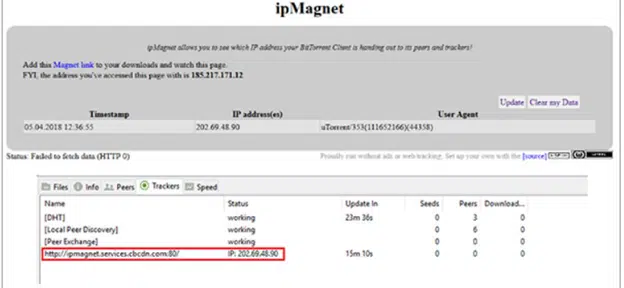 ipMagnet
ipMagnet allows you to see which IP address your BitTorrent Client is handing out to its peers and trackers!
Add this Magnet link to your downloads and watch this page.
FYI, the address you've accessed this page with is 185.217.171.12
Update Clear my Data
Timestamp IP address(es) User Agent
05.04.2018 12:36:55 202.69.48.90 uTorrent/353(111652166)(44358)
Status: Failed to fetch data (HTTP 0) Proudly run without ads or webtracking. Set up your own with the [source]
Files Info Peers Trackers Speed
Name Status Update In Seeds Peers Download...
[DHT] working 23m 36s 0 3 0
[Local Peer Discovery] working 0 6 0
[Peer Exchange] working 0 0 0
http://ipmagnet.services.cbcdn.com:80/ IP: 202.69.48.90 15m 10s 0 0 0